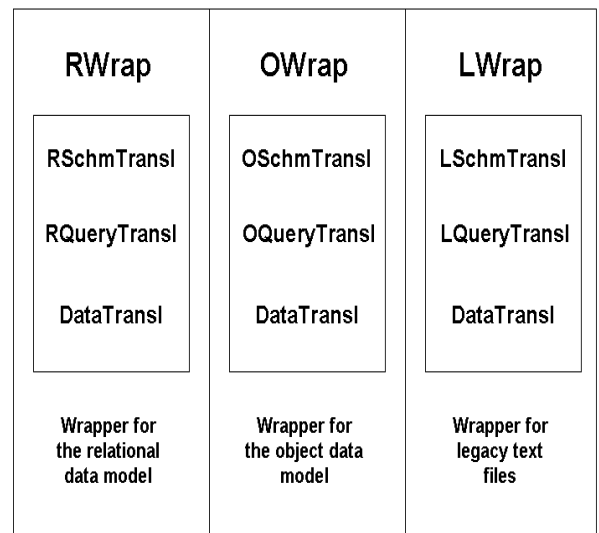 RWrap
RSchmTransl
RQueryTransl
DataTransl
Wrapper for
the relational
data model
OWrap
OSchmTransl
OQueryTransl
DataTransl
Wrapper for
the object data
model
LWrap
LSchmTransl
LQueryTransl
DataTransl
Wrapper for
legacy text
files